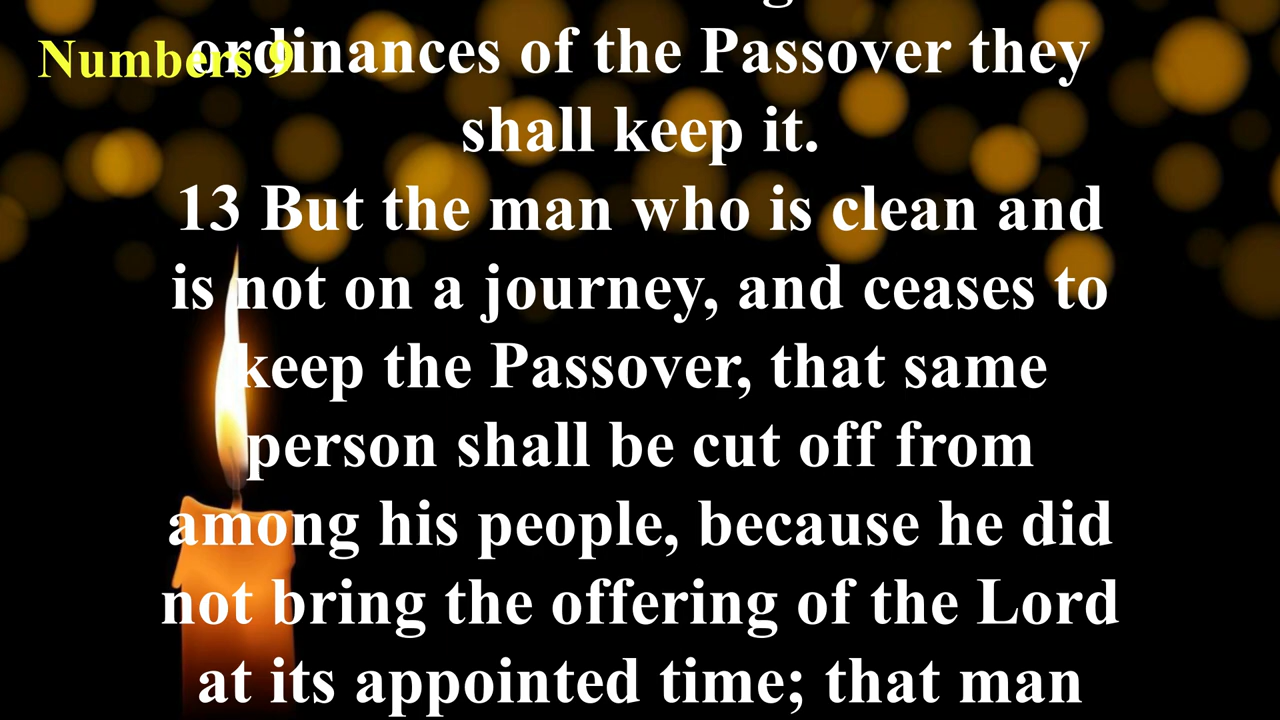 Numbers 9
ordinances of the Passover they
shall keep it.
13 But the man who is clean and
is not on a journey, and ceases to
keep the Passover, that same
person shall be cut off from
among his people, because he did
not bring the offering of the Lord
at its appointed time; that man